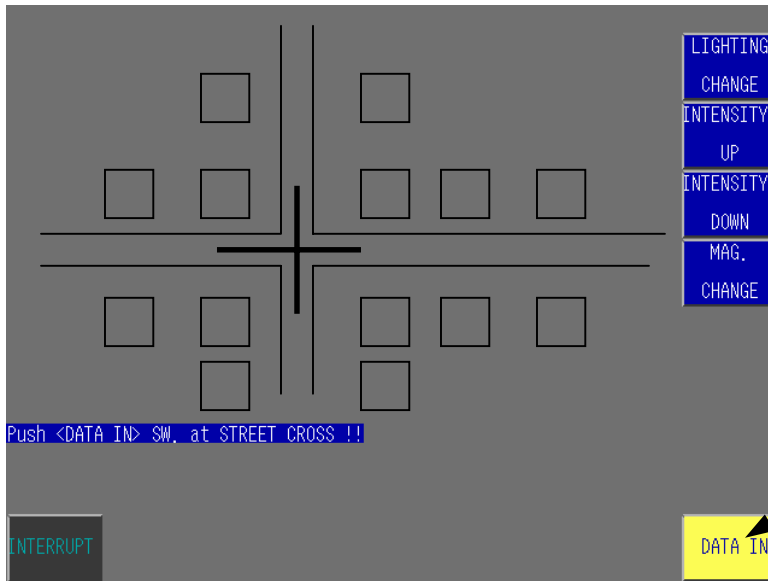 LIGHTING
CHANGE
INTENSITY
UP
INTENSITY
DOWN
MAG.
CHANGE
Push <DATA IN> SW. at STREET CROSS !!
INTERRUPT
DATA IN